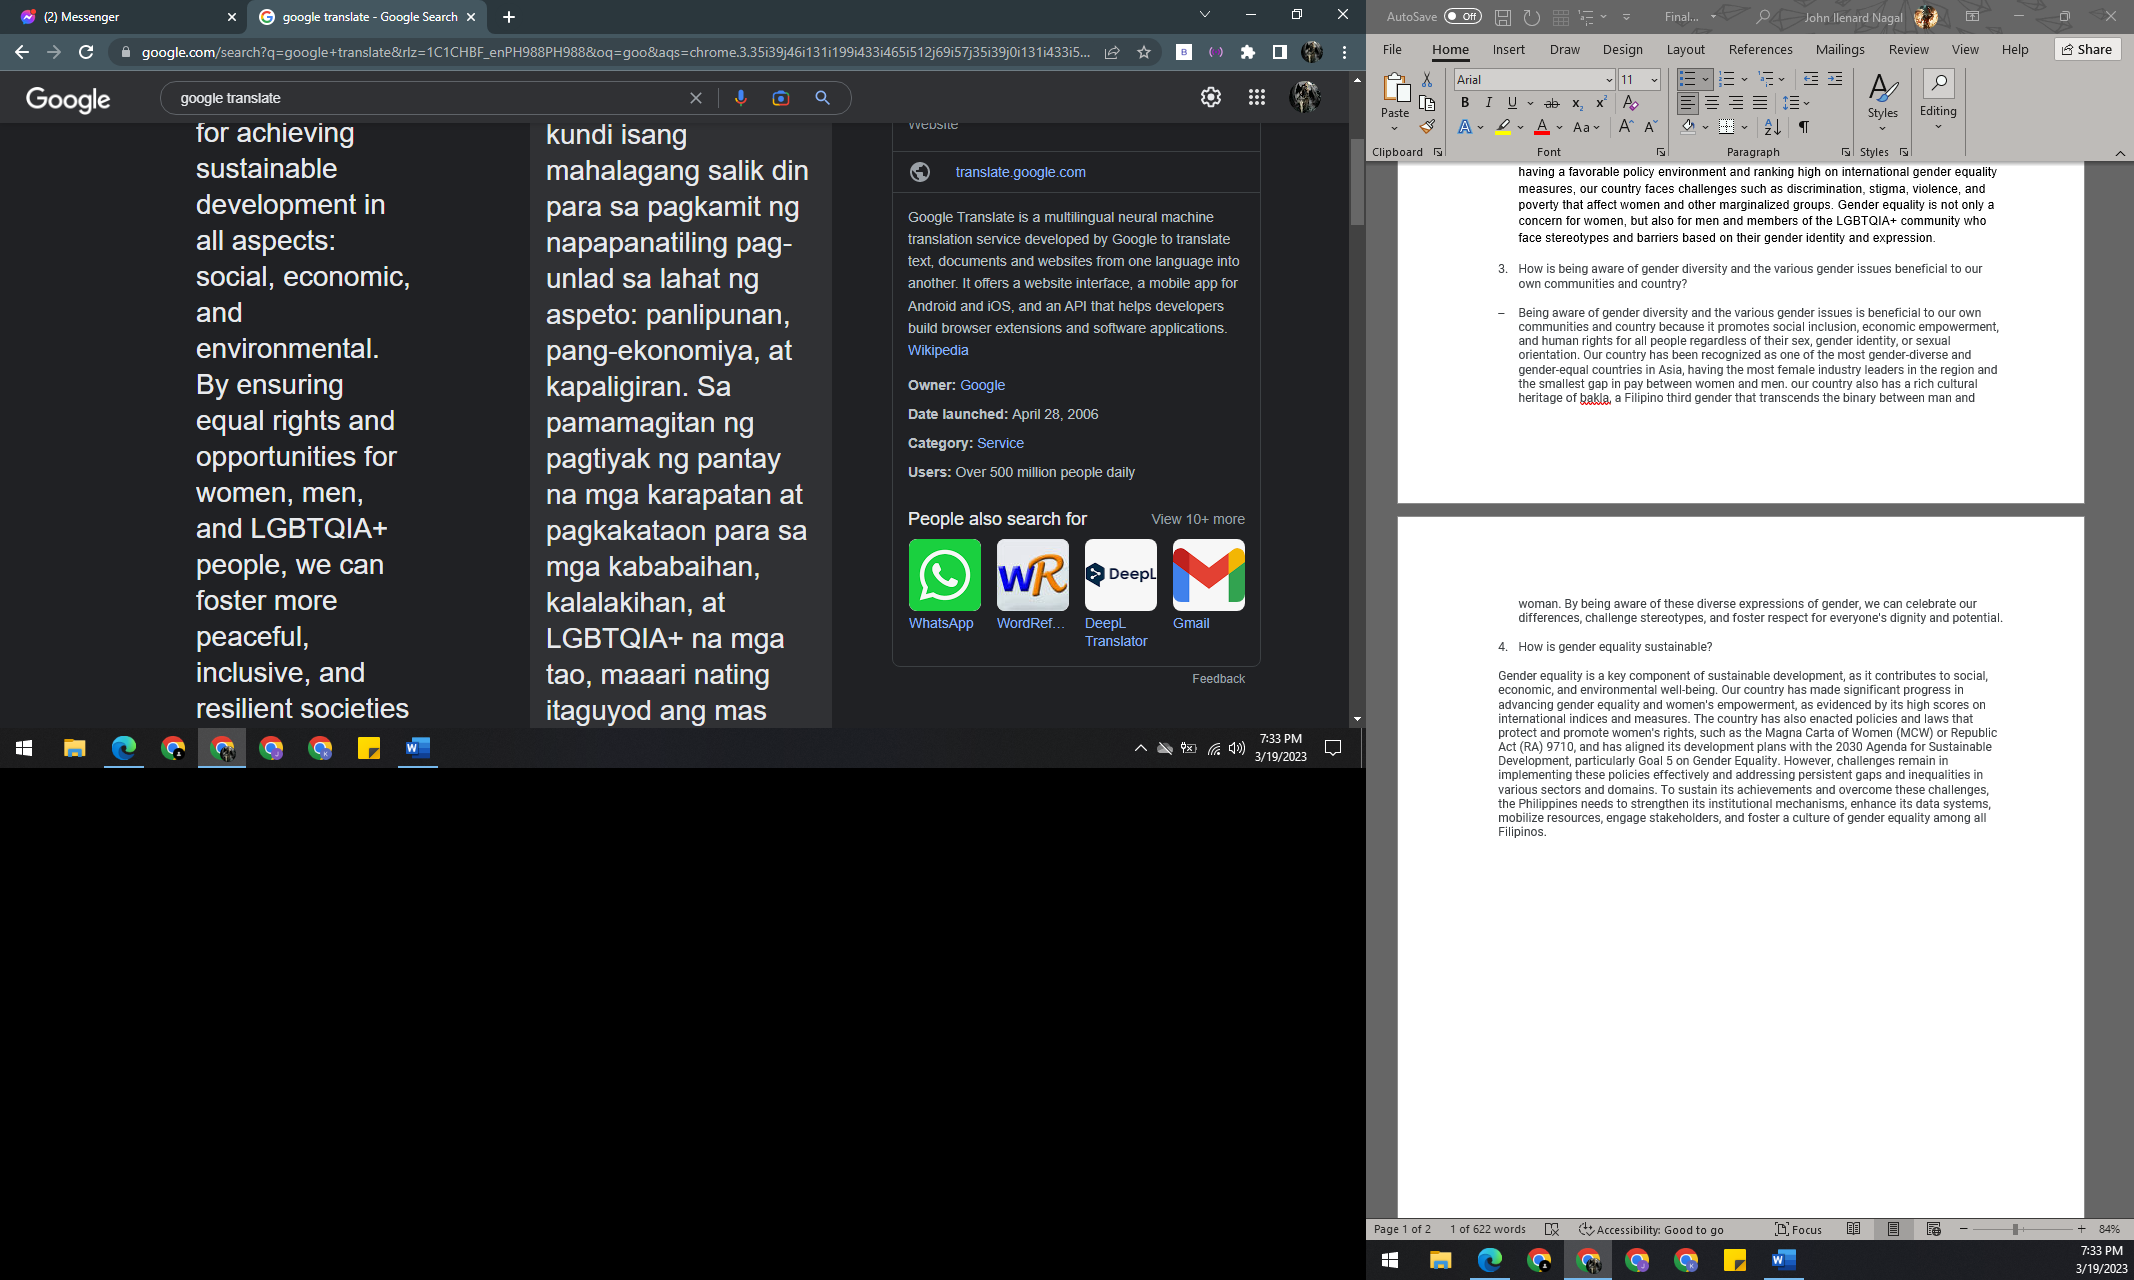 (2) Messenger
google translate - Google Search
google.com/search?q=google+translate&rlz=1C1CHBF_enPH988PH988&oq=goo&aqs=chrome.3.35i39j46i131i199i433i465i512j69i57j35i39j0i131i433i5...
Google
google translate
for achieving
sustainable
development in
all aspects:
social, economic,
and
environmental.
By ensuring
equal rights and
opportunities for
women, men,
and LGBTQIA+
people, we can
foster more
peaceful,
inclusive, and
resilient societies
kundi isang
mahalagang salik din
para sa pagkamit ng
napapanatiling pag-
unlad sa lahat ng
aspeto: panlipunan,
pang-ekonomiya, at
kapaligiran. Sa
pamamagitan ng
pagtiyak ng pantay
na mga karapatan at
pagkakataon para sa
mga kababaihan,
kalalakihan, at
LGBTQIA+ na mga
tao, maaari nating
itaguyod ang mas
Website
translate.google.com
Google Translate is a multilingual neural machine
translation service developed by Google to translate
text, documents and websites from one language into
another. It offers a website interface, a mobile app for
Android and iOS, and an API that helps developers
build browser extensions and software applications.
Wikipedia
Owner: Google
Date launched: April 28, 2006
Category: Service
Users: Over 500 million people daily
People also search for
View 10+ more
WR
DeepL
WhatsApp
WordRef...
DeepL
Translator
Gmail
Feedback
7:33 PM
3/19/2023
AutoSave Off
Final...
John Ilenard Nagal
File Home Insert Draw Design Layout References Mailings Review View Help Share
Paste
Arial
11
Styles
Editing
Clipboard
Font
Paragraph
Styles
having a favorable policy environment and ranking high on international gender equality
measures, our country faces challenges such as discrimination, stigma, violence, and
poverty that affect women and other marginalized groups. Gender equality is not only a
concern for women, but also for men and members of the LGBTQIA+ community who
face stereotypes and barriers based on their gender identity and expression.
3. How is being aware of gender diversity and the various gender issues beneficial to our
own communities and country?
– Being aware of gender diversity and the various gender issues is beneficial to our own
communities and country because it promotes social inclusion, economic empowerment,
and human rights for all people regardless of their sex, gender identity, or sexual
orientation. Our country has been recognized as one of the most gender-diverse and
gender-equal countries in Asia, having the most female industry leaders in the region and
the smallest gap in pay between women and men. our country also has a rich cultural
heritage of bakla, a Filipino third gender that transcends the binary between man and
woman. By being aware of these diverse expressions of gender, we can celebrate our
differences, challenge stereotypes, and foster respect for everyone's dignity and potential.
4. How is gender equality sustainable?
Gender equality is a key component of sustainable development, as it contributes to social,
economic, and environmental well-being. Our country has made significant progress in
advancing gender equality and women's empowerment, as evidenced by its high scores on
international indices and measures. The country has also enacted policies and laws that
protect and promote women's rights, such as the Magna Carta of Women (MCW) or Republic
Act (RA) 9710, and has aligned its development plans with the 2030 Agenda for Sustainable
Development, particularly Goal 5 on Gender Equality. However, challenges remain in
implementing these policies effectively and addressing persistent gaps and inequalities in
various sectors and domains. To sustain its achievements and overcome these challenges,
the Philippines needs to strengthen its institutional mechanisms, enhance its data systems,
mobilize resources, engage stakeholders, and foster a culture of gender equality among all
Filipinos.
Page 1 of 2 1 of 622 words Accessibility: Good to go Focus 84%
7:33 PM
3/19/2023